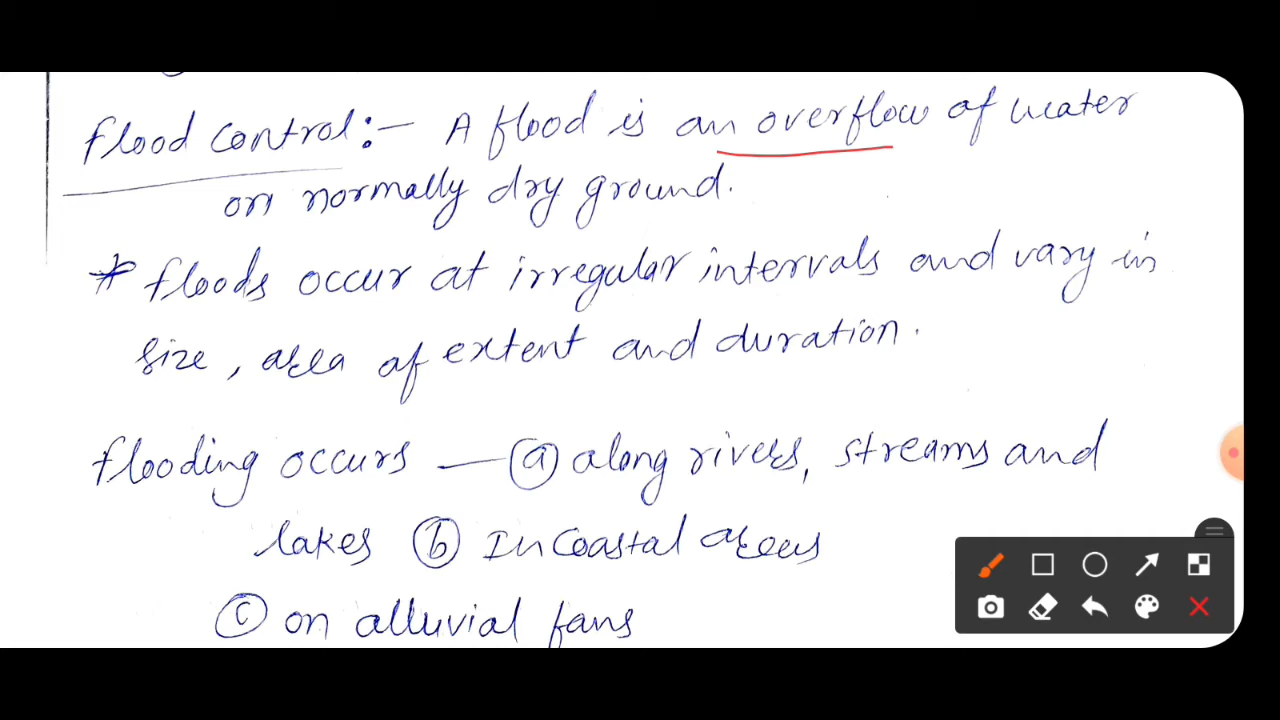 Flood Control:- A flood is an overflow of water
on normally dry ground.
* Floods occur at irregular intervals and vary in
size, area of extent and duration.
Flooding occurs — (a) along rivers, streams and
lakes (b) In Coastal areas
(c) on alluvial fans